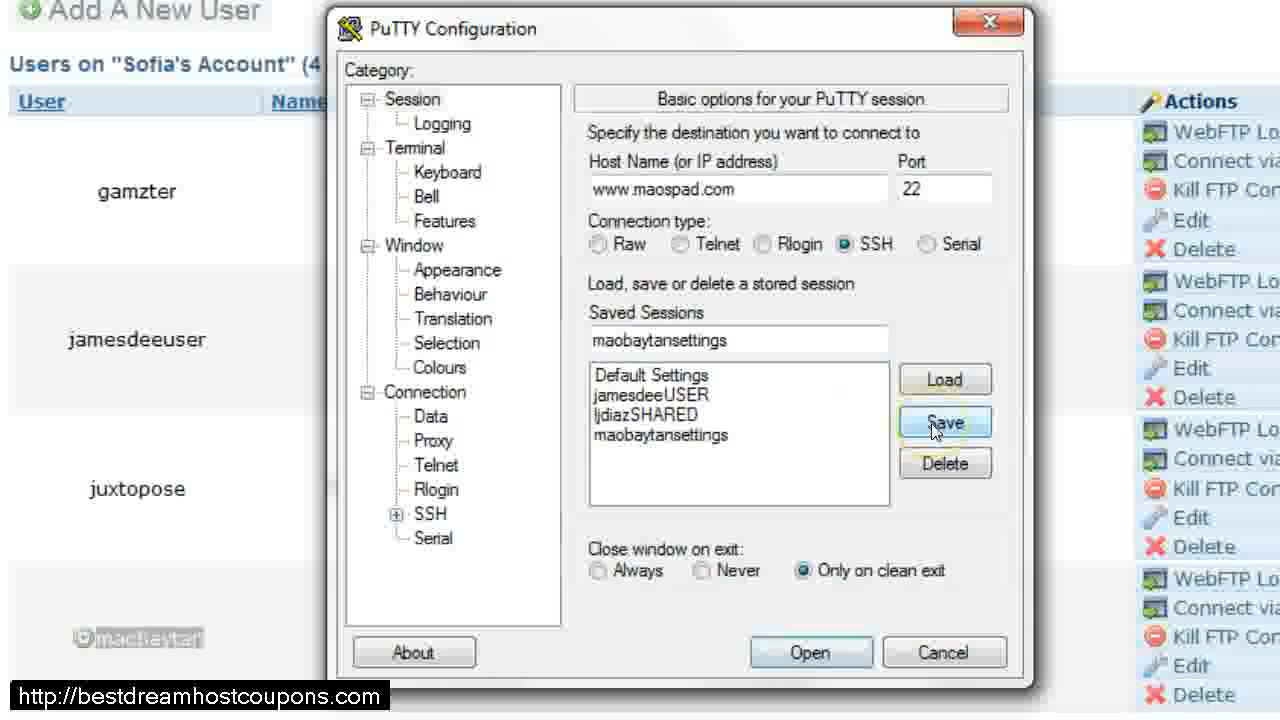 Add A New User
Users on "Sofia's Account" (4
User
Name
Actions
gamzter
WebFTP Lo
Connect via
Kill FTP Con
Edit
Delete
jamesdeeuser
WebFTP Lo
Connect via
Kill FTP Con
Edit
Delete
juxtopose
WebFTP Lo
Connect via
Kill FTP Con
Edit
Delete
maobaytan
WebFTP Lo
Connect via
Kill FTP Con
Edit
Delete
PuTTY Configuration
Category:
Session
Logging
Terminal
Keyboard
Bell
Features
Window
Appearance
Behaviour
Translation
Selection
Colours
Connection
Data
Proxy
Telnet
Rlogin
SSH
Serial
Basic options for your PuTTY session
Specify the destination you want to connect to
Host Name (or IP address) Port
www.maospad.com 22
Connection type:
Raw Telnet Rlogin SSH Serial
Load, save or delete a stored session
Saved Sessions
maobaytansettings
Default Settings
jamesdeeUSER
ljdiazSHARED
maobaytansettings
Load
Save
Delete
Close window on exit:
Always Never Only on clean exit
About Open Cancel
http://bestdreamhostcoupons.com